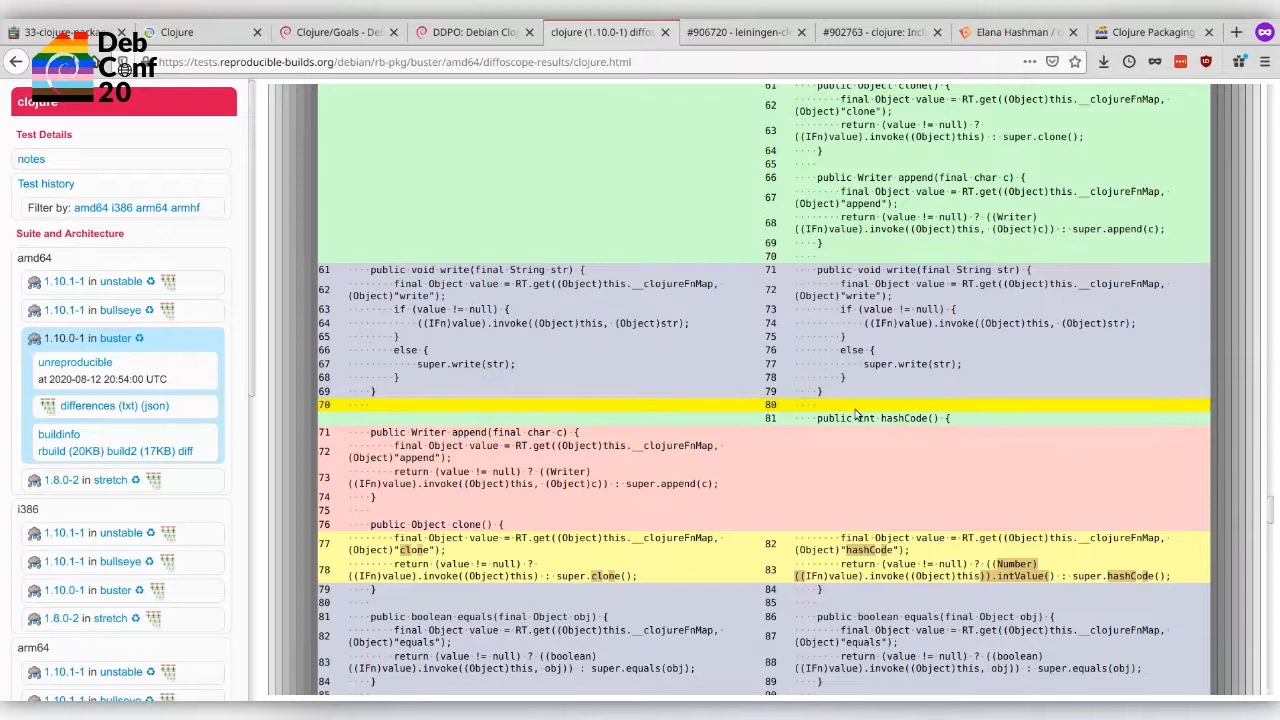 33-clojure-pack
Clojure
Clojure/Goals - De
DDPO: Debian Clo
clojure (1.10.0-1) diffos
#906720 - leiningen-cl
#905163 - clojure: Incl
Elana Hashman / c
Clojure Packaging
Deb
Conf
20
https://tests.reproducible-builds.org/debian/rb-pkg/buster/amd64/diffoscope-results/clojure.html
clojure
Test Details
notes
Test history
Filter by: amd64 i386 arm64 armhf
Suite and Architecture
amd64
1.10.1-1 in unstable
1.10.1-1 in bullseye
1.10.0-1 in buster
unreproducible
at 2020-08-12 20:54:00 UTC
differences (txt) (json)
buildinfo
rbuild (20KB) build2 (17KB) diff
1.8.0-2 in stretch
i386
1.10.1-1 in unstable
1.10.1-1 in bullseye
1.10.0-1 in buster
1.8.0-2 in stretch
arm64
1.10.1-1 in unstable
1.10.1-1 in bullseye
61 public void write(final String str) {
62 final Object value = RT.get((Object)this.__clojureFnMap,
(Object)"write");
63 if (value != null) {
64 ((IFn)value).invoke((Object)this, (Object)str);
65 }
66 else {
67 super.write(str);
68 }
69 }
70
71 public Writer append(final char c) {
72 final Object value = RT.get((Object)this.__clojureFnMap,
(Object)"append");
73 return (value != null) ? ((Writer)
((IFn)value).invoke((Object)this, (Object)c)) : super.append(c);
74 }
75
76 public Object clone() {
77 final Object value = RT.get((Object)this.__clojureFnMap,
(Object)"clone");
78 return (value != null) ?
((IFn)value).invoke((Object)this) : super.clone();
79 }
80
81 public boolean equals(final Object obj) {
82 final Object value = RT.get((Object)this.__clojureFnMap,
(Object)"equals");
83 return (value != null) ? ((boolean)
((IFn)value).invoke((Object)this, obj)) : super.equals(obj);
84 }
85
61 public Object clone() {
62 final Object value = RT.get((Object)this.__clojureFnMap,
(Object)"clone");
63 return (value != null) ?
((IFn)value).invoke((Object)this) : super.clone();
64 }
65
66 public Writer append(final char c) {
67 final Object value = RT.get((Object)this.__clojureFnMap,
(Object)"append");
68 return (value != null) ? ((Writer)
((IFn)value).invoke((Object)this, (Object)c)) : super.append(c);
69 }
70
71 public void write(final String str) {
72 final Object value = RT.get((Object)this.__clojureFnMap,
(Object)"write");
73 if (value != null) {
74 ((IFn)value).invoke((Object)this, (Object)str);
75 }
76 else {
77 super.write(str);
78 }
79 }
80
81 public int hashCode() {
82 final Object value = RT.get((Object)this.__clojureFnMap,
(Object)"hashCode");
83 return (value != null) ? ((Number)
((IFn)value).invoke((Object)this)).intValue() : super.hashCode();
84 }
85
86 public boolean equals(final Object obj) {
87 final Object value = RT.get((Object)this.__clojureFnMap,
(Object)"equals");
88 return (value != null) ? ((boolean)
((IFn)value).invoke((Object)this, obj)) : super.equals(obj);
89 }
90